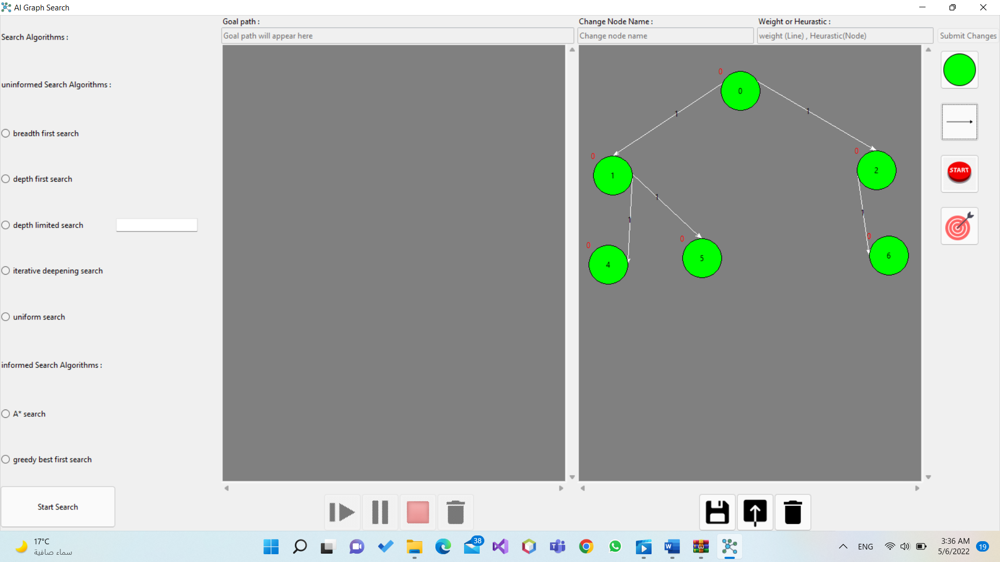 AI Graph Search
Search Algorithms :
uninformed Search Algorithms :
breadth first search
depth first search
depth limited search
iterative deepening search
uniform search
informed Search Algorithms :
A* search
greedy best first search
Start Search
Goal path :
Goal path will appear here
Change Node Name :
Change node name
Weight or Heurastic :
weight (Line) , Heurastic(Node)
Submit Changes
0
0
1
1
0
1
0
2
1
1
1
0
4
0
5
0
6
START
17°C
سماء صافية
38
ENG
3:36 AM
5/6/2022
19